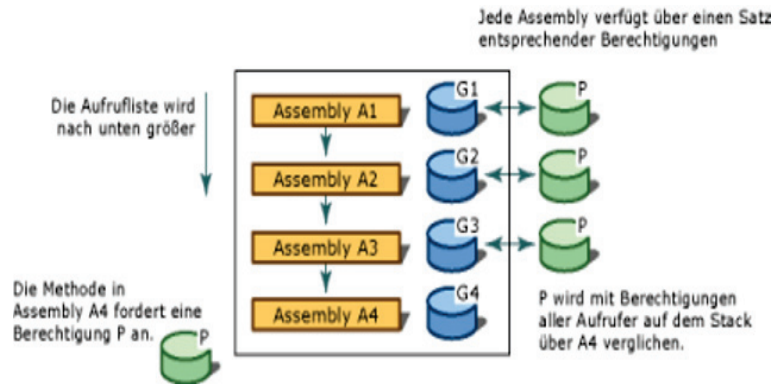 Jede Assembly verfügt über einen Satz
entsprechender Berechtigungen
Die Aufrufliste wird
nach unten größer
Assembly A1
G1
P
Assembly A2
G2
P
Assembly A3
G3
P
Assembly A4
G4
Die Methode in
Assembly A4 fordert eine
Berechtigung P an.
P
P wird mit Berechtigungen
aller Aufrufer auf dem Stack
über A4 verglichen.